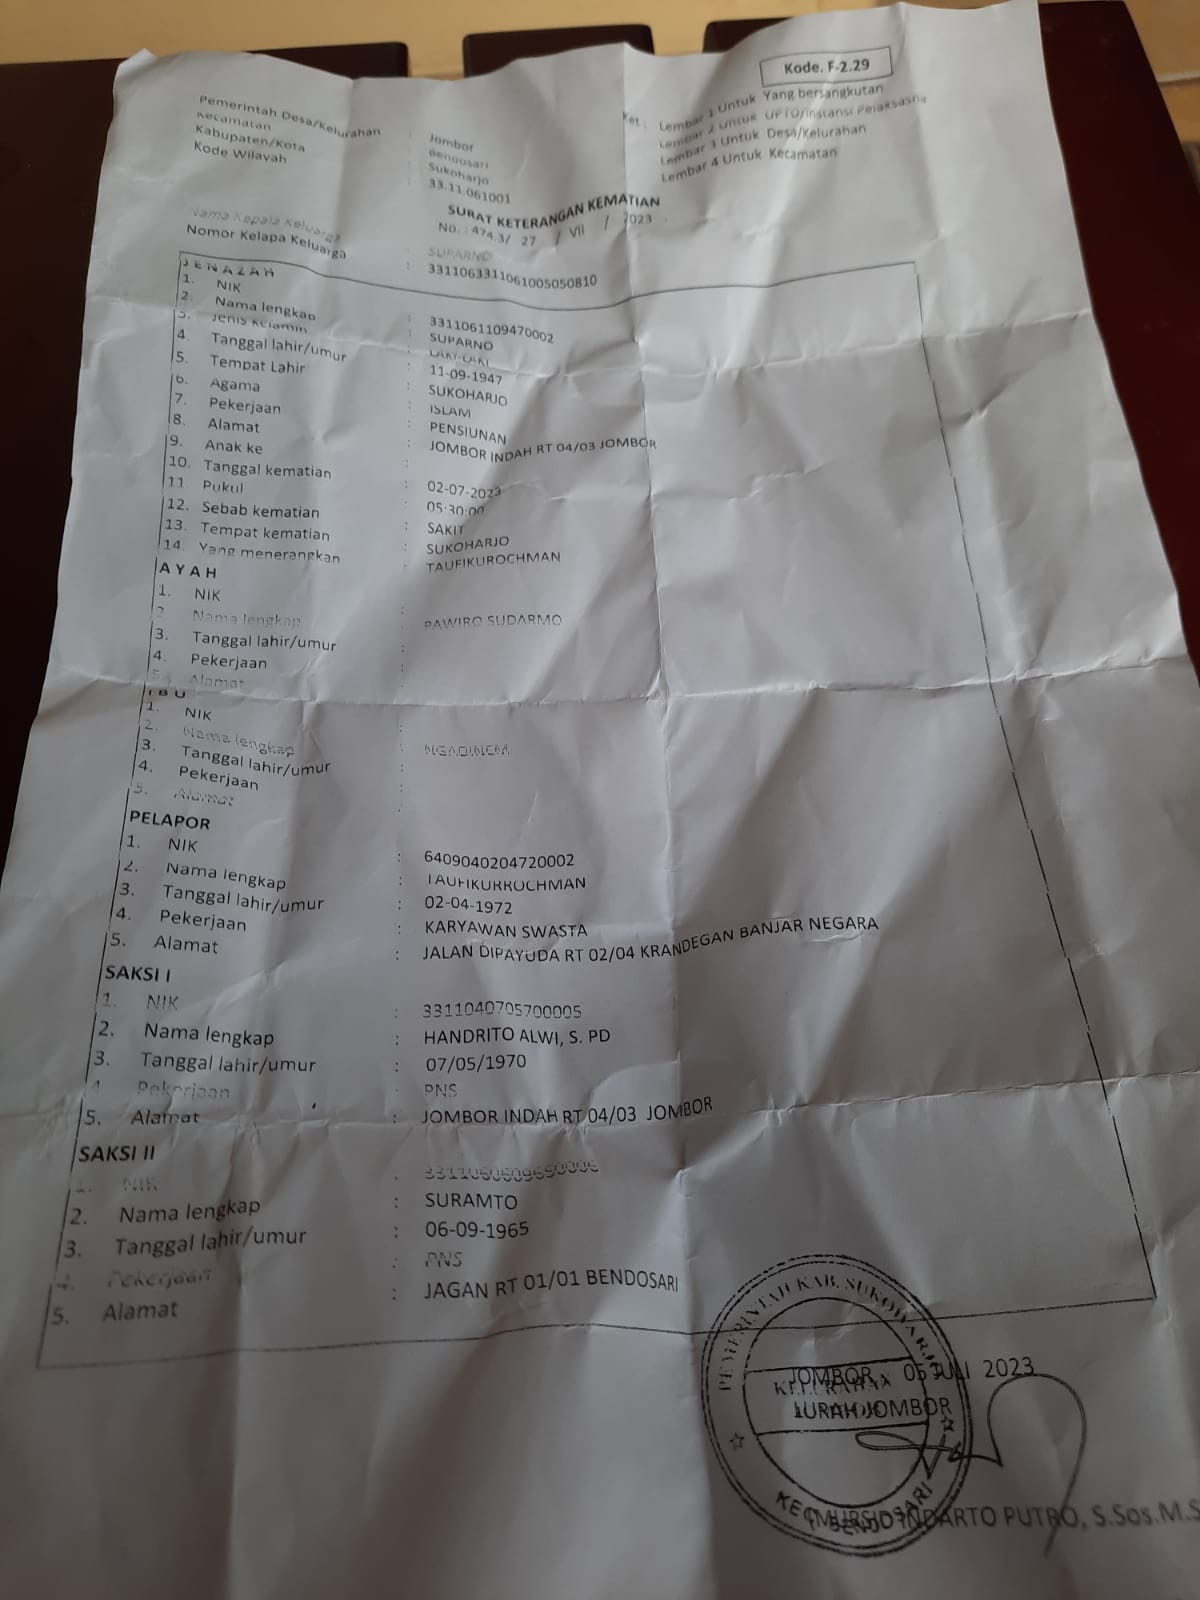 Kode. F-2.29
Pemerintah Desa/Kelurahan : Jombor
Kecamatan : Bendosari
Kabupaten/Kota : Sukoharjo
Kode Wilayah : 33.11.061001
Ket : Lembar 1 Untuk Yang bersangkutan
Lembar 2 Untuk UPTD/Instansi Pelaksasna
Lembar 3 Untuk Desa/Kelurahan
Lembar 4 Untuk Kecamatan
SURAT KETERANGAN KEMATIAN
No. : 474.3/ 27 / VII / 2023
Nama Kepala Keluarga : SUPARNO
Nomor Kelapa Keluarga : 3311063311061005050810
JENAZAH
1. NIK : 3311061109470002
2. Nama lengkap : SUPARNO
3. Jenis Kelamin : LAKI-LAKI
4. Tanggal lahir/umur : 11-09-1947
5. Tempat Lahir : SUKOHARJO
6. Agama : ISLAM
7. Pekerjaan : PENSIUNAN
8. Alamat : JOMBOR INDAH RT 04/03 JOMBOR
9. Anak ke :
10. Tanggal kematian : 02-07-2023
11. Pukul : 05:30:00
12. Sebab kematian : SAKIT
13. Tempat kematian : SUKOHARJO
14. Yang menerangkan : TAUFIKUROCHMAN
AYAH
1. NIK :
2. Nama lengkap : PAWIRO SUDARMO
3. Tanggal lahir/umur :
4. Pekerjaan :
5. Alamat
IBU
1. NIK :
2. Nama lengkap : NGADINEM
3. Tanggal lahir/umur :
4. Pekerjaan :
5. Alamat :
PELAPOR
1. NIK : 6409040204720002
2. Nama lengkap : TAUFIKURROCHMAN
3. Tanggal lahir/umur : 02-04-1972
4. Pekerjaan : KARYAWAN SWASTA
5. Alamat : JALAN DIPAYUDA RT 02/04 KRANDEGAN BANJAR NEGARA
SAKSI I
1. NIK : 3311040705700005
2. Nama lengkap : HANDRITO ALWI, S. PD
3. Tanggal lahir/umur : 07/05/1970
4. Pekerjaan : PNS
5. Alamat : JOMBOR INDAH RT 04/03 JOMBOR
SAKSI II
1. NIK : 3311060609650006
2. Nama lengkap : SURAMTO
3. Tanggal lahir/umur : 06-09-1965
4. Pekerjaan : PNS
5. Alamat : JAGAN RT 01/01 BENDOSARI
PEMERINTAH KAB. SUKOHARJO
JOMBOR, 05 JULI 2023
KELURAHAN
LURAH JOMBOR
KEC. BENDOSARI
MURSID INDARTO PUTRO, S.Sos.M.S